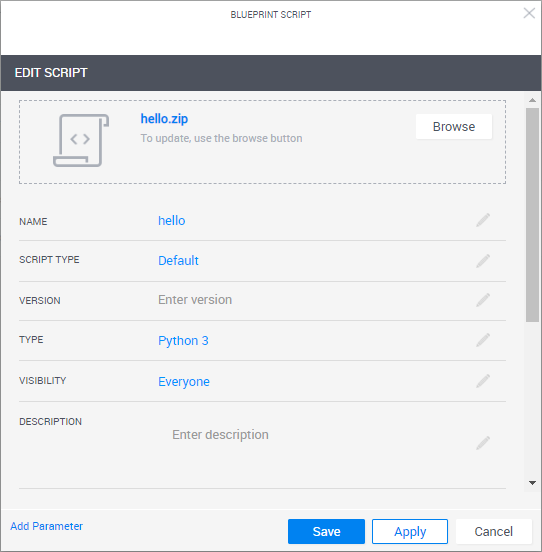 BLUEPRINT SCRIPT
EDIT SCRIPT
hello.zip
To update, use the browse button
Browse
NAME hello
SCRIPT TYPE Default
VERSION Enter version
TYPE Python 3
VISIBILITY Everyone
DESCRIPTION
Enter description
Add Parameter Save Apply Cancel